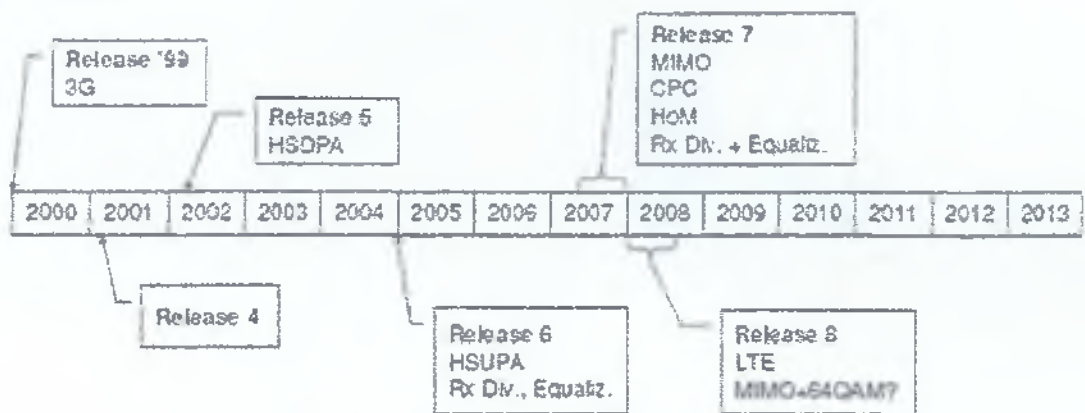 Release '99
3G
Release 5
HSDPA
Release 7
MIMO
CPC
HoM
Rx Div. + Equaliz.
2000 2001 2002 2003 2004 2005 2006 2007 2008 2009 2010 2011 2012 2013
Release 4
Release 6
HSUPA
Rx Div., Equaliz.
Release 8
LTE
MIMO+64QAM?